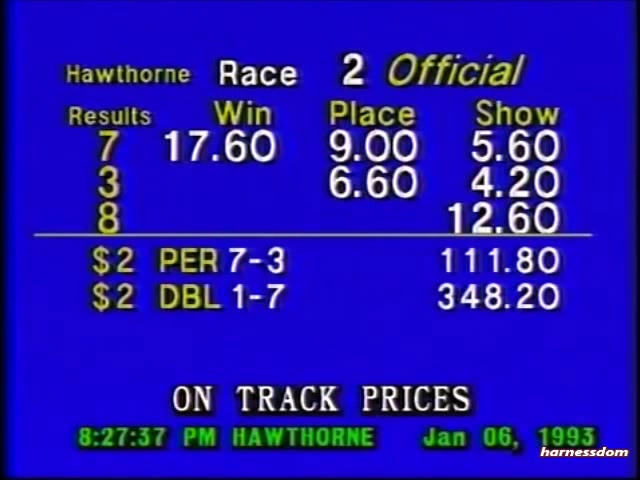 Hawthorne Race 2 Official
Results Win Place Show
7 17.60 9.00 5.60
3 6.60 4.20
8 12.60
$2 PER 7-3 111.80
$2 DBL 1-7 348.20
ON TRACK PRICES
8:27:37 PM HAWTHORNE Jan 06, 1993
harnessdom